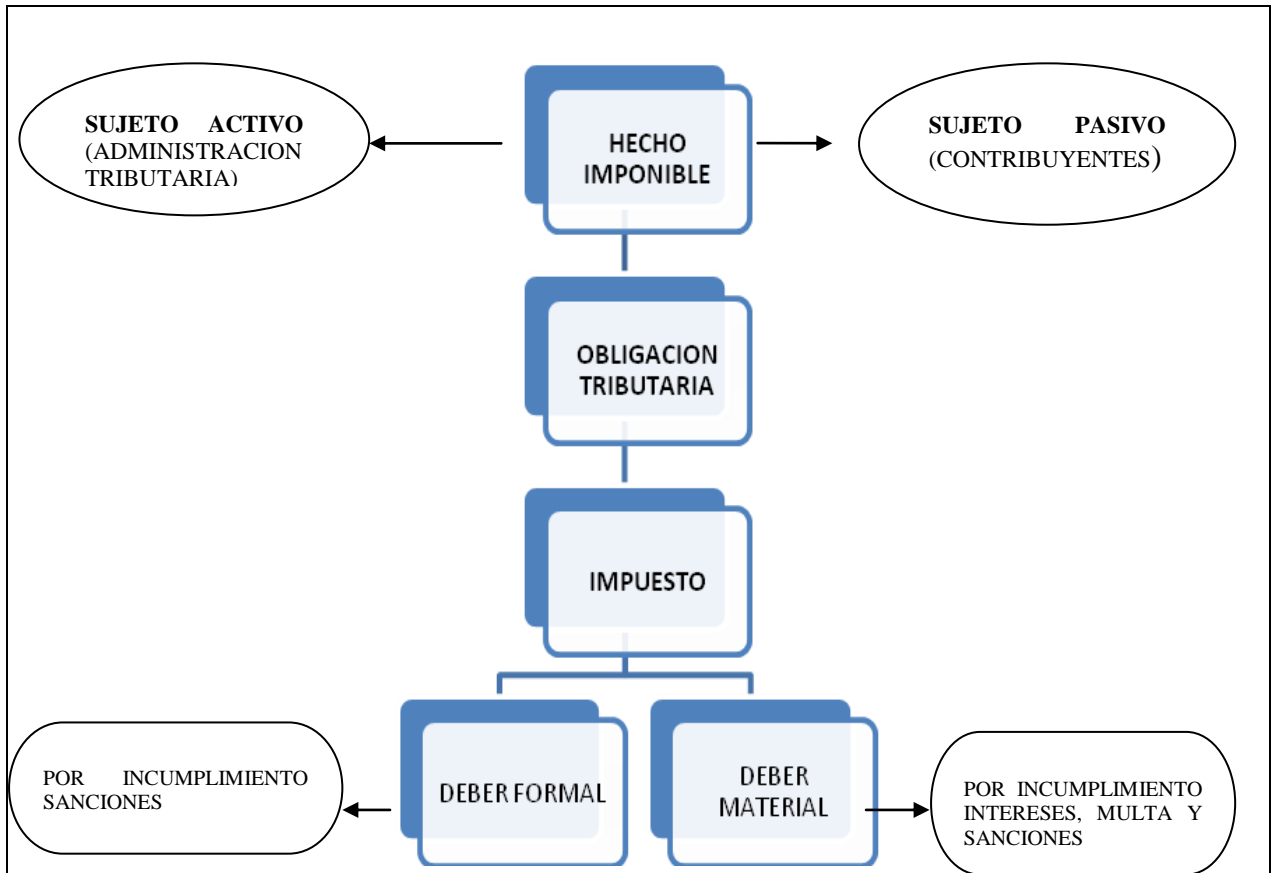 SUJETO ACTIVO
(ADMINISTRACION
TRIBUTARIA)
HECHO
IMPONIBLE
SUJETO PASIVO
(CONTRIBUYENTES)
OBLIGACION
TRIBUTARIA
IMPUESTO
POR INCUMPLIMIENTO
SANCIONES
DEBER FORMAL
DEBER
MATERIAL
POR INCUMPLIMIENTO
INTERESES, MULTA Y
SANCIONES